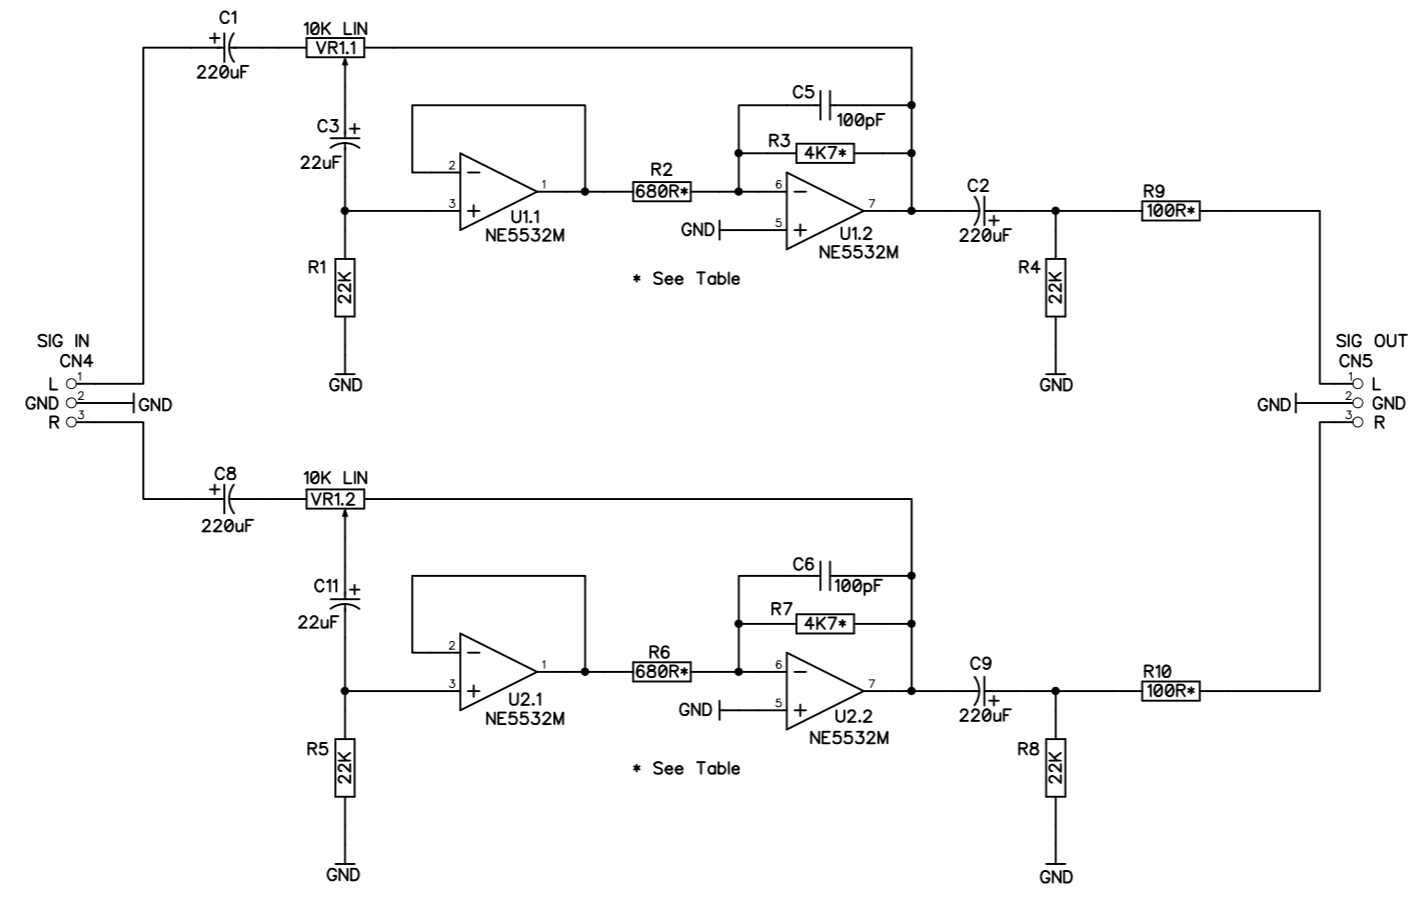 C1
+
220uF
10K LIN
VR1.1
C3 +
22uF
R1
22K
GND
2
−
3
+
1
U1.1
NE5532M
R2
680R*
C5
100pF
R3
4K7*
6
−
GND
5
+
7
U1.2
NE5532M
* See Table
C2
+
220uF
R4
22K
GND
R9
100R*
SIG IN
CN4
L 1
GND 2 GND
R 3
SIG OUT
CN5
1 L
GND 2 GND
3 R
C8
+
220uF
10K LIN
VR1.2
C11 +
22uF
R5
22K
GND
2
−
3
+
1
U2.1
NE5532M
R6
680R*
C6
100pF
R7
4K7*
6
−
GND
5
+
7
U2.2
NE5532M
* See Table
C9
+
220uF
R8
22K
GND
R10
100R*